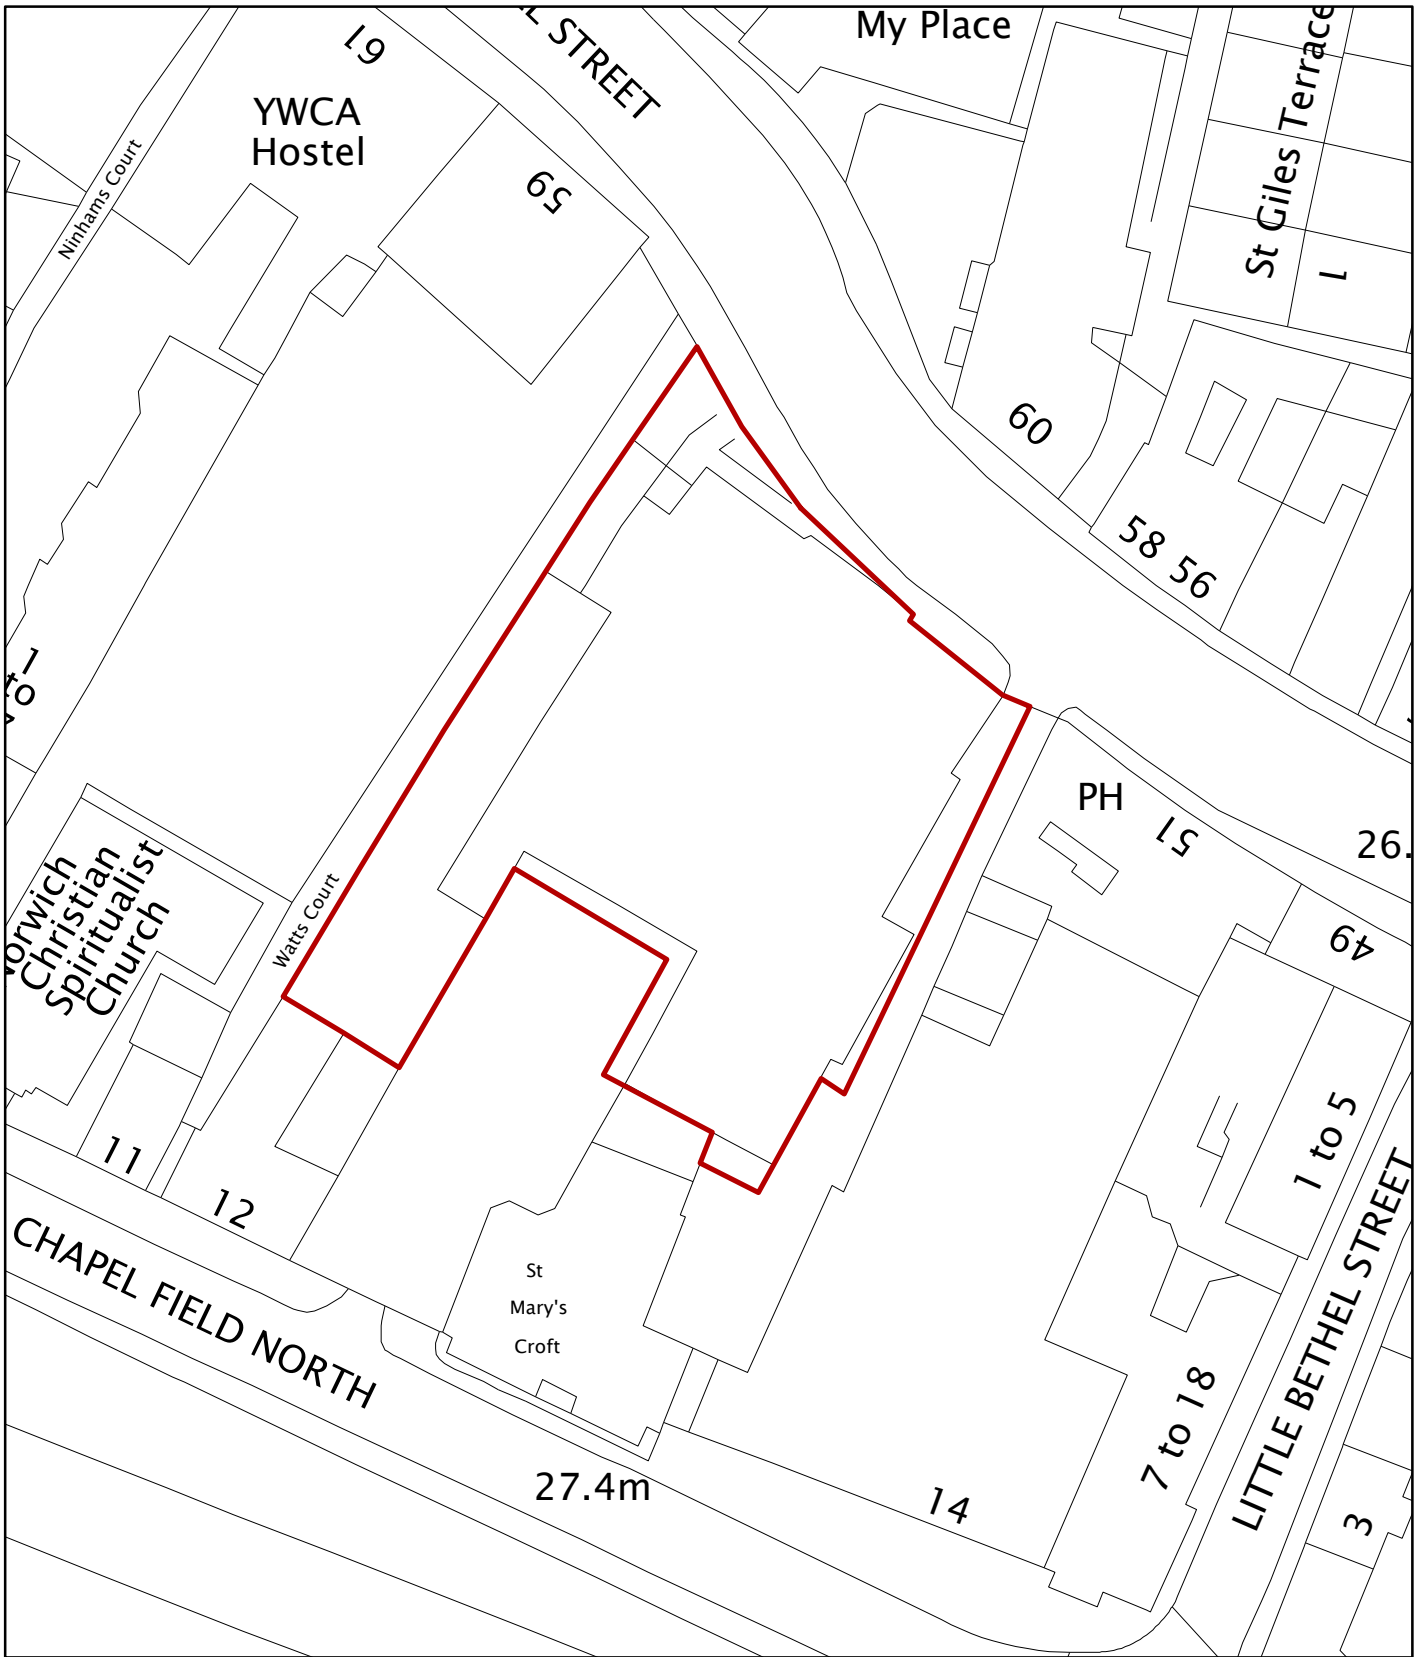 My Place
61
STREET
YWCA
Hostel
59
Ninhams Court
St Giles Terrace
1
60
58 56
1
to
PH
51
26.
49
Christian
Spiritualist
Church
Watts Court
11
12
1 to 5
CHAPEL FIELD NORTH
St
Mary's
Croft
LITTLE BETHEL STREET
7 to 18
27.4m
14
3